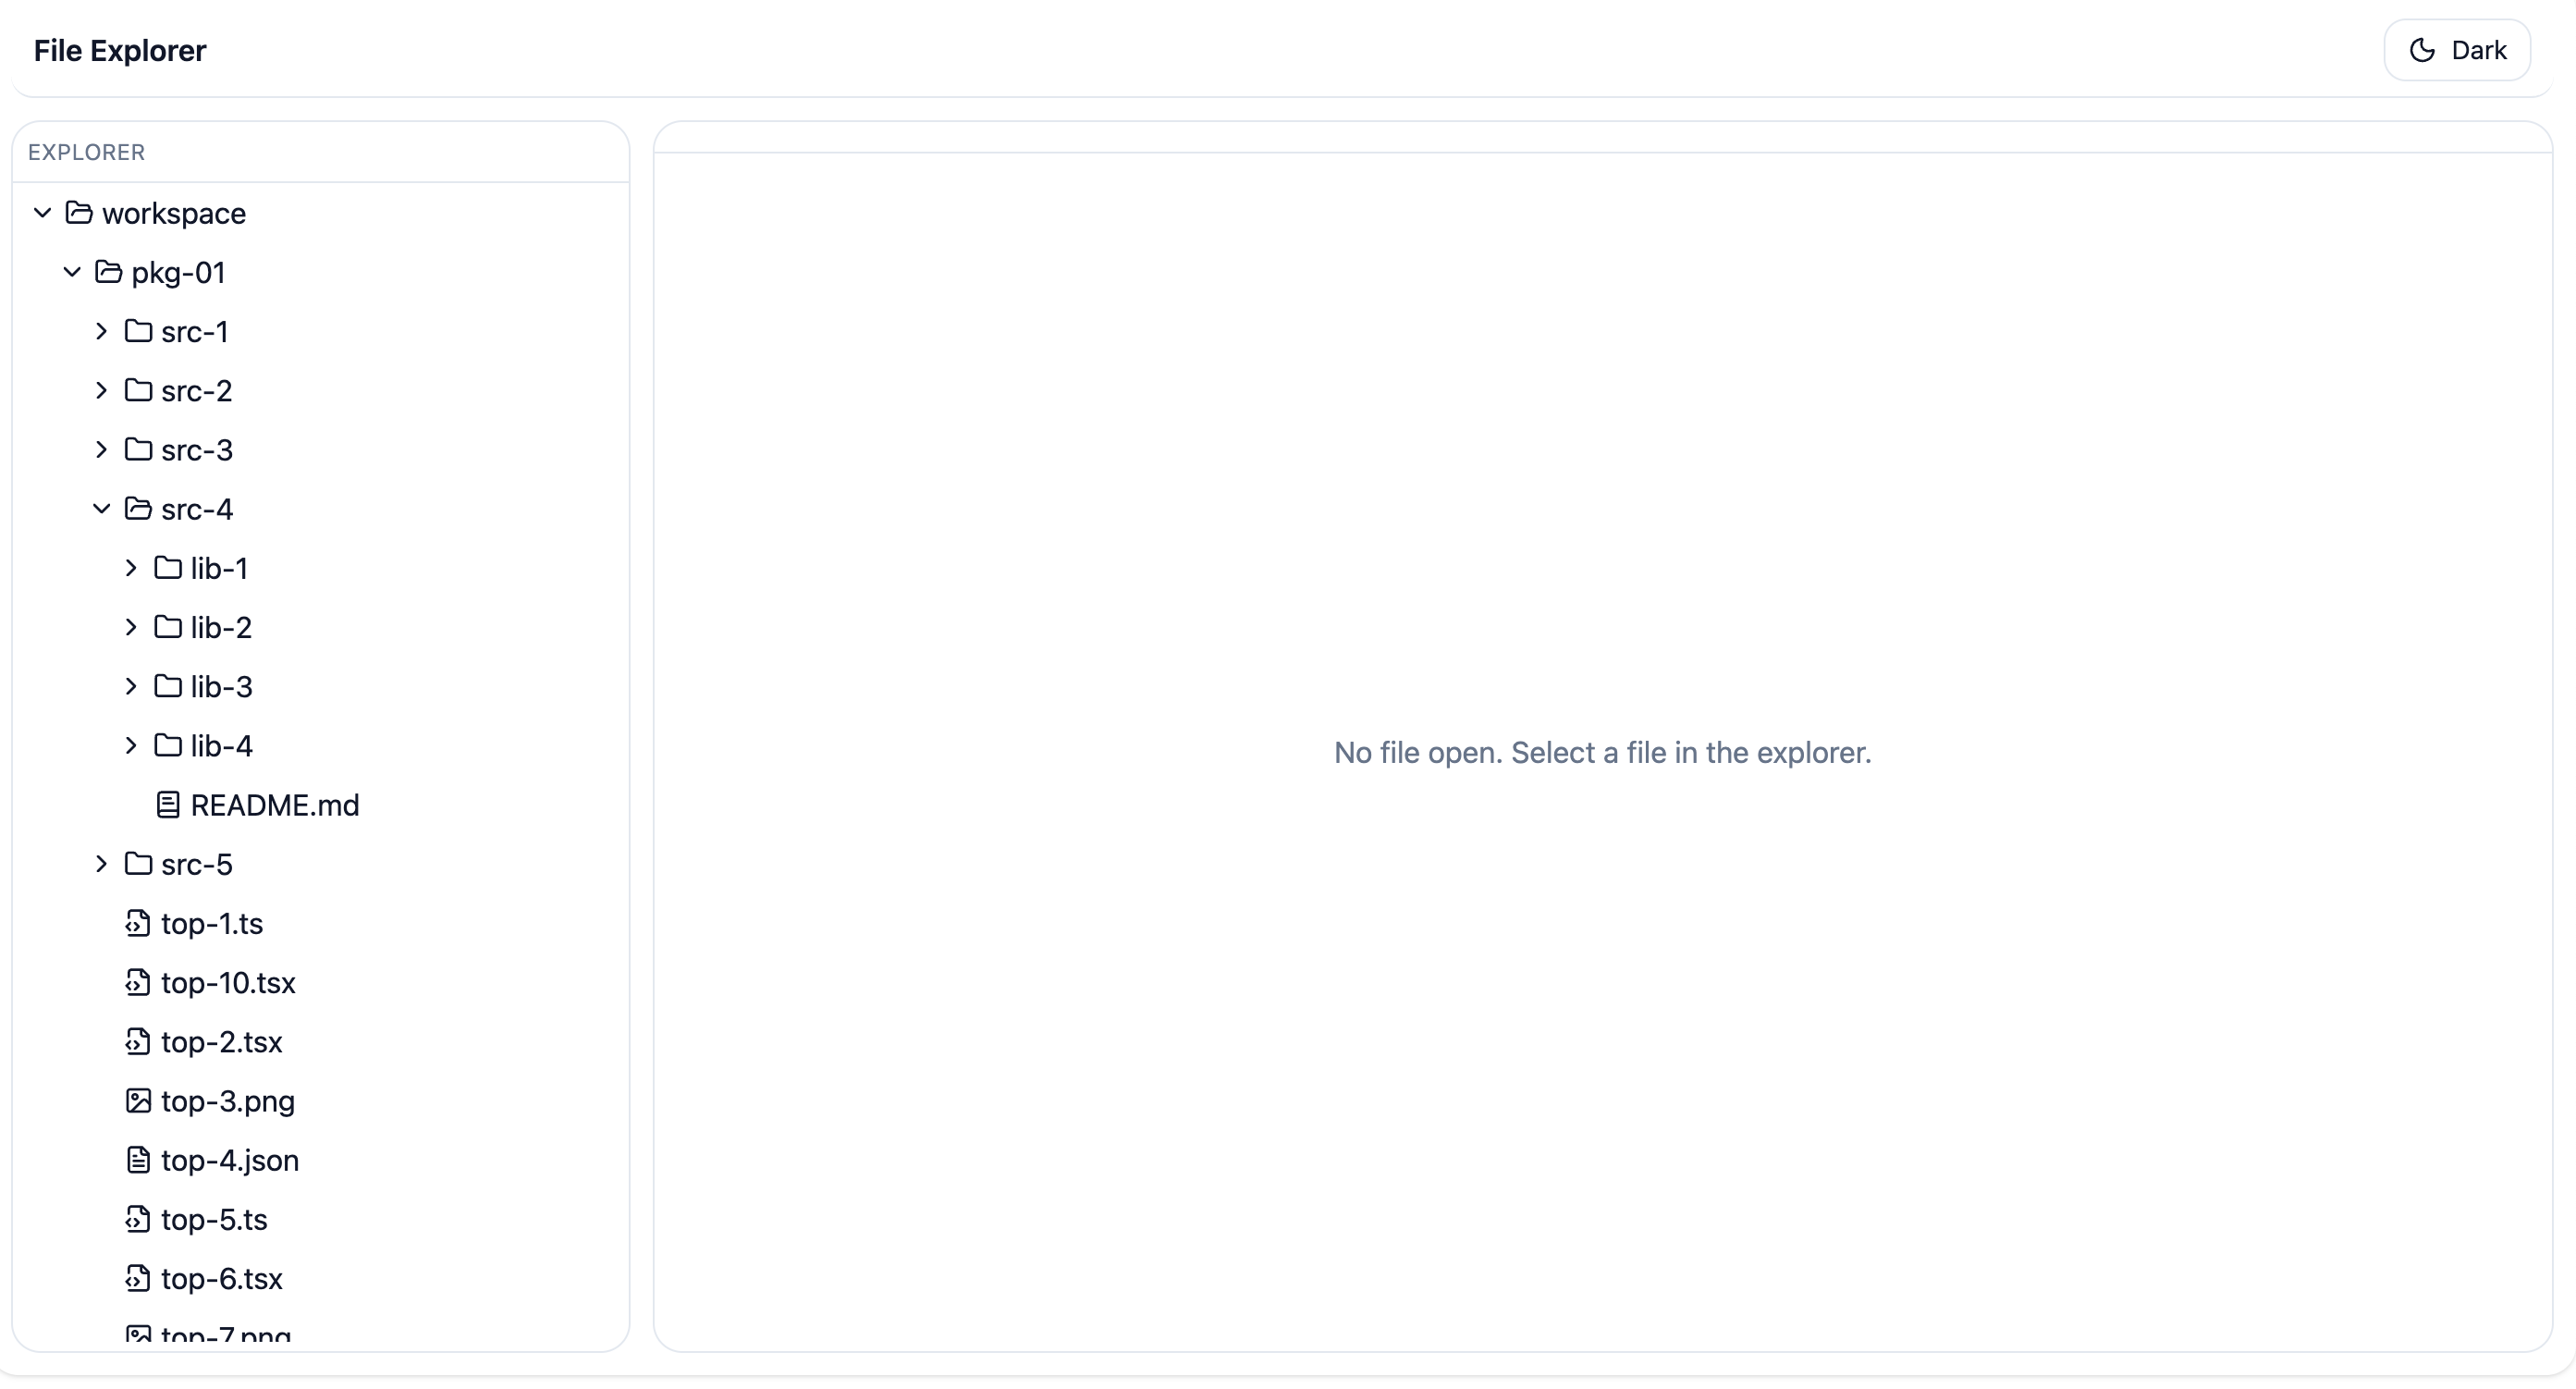 File Explorer
Dark
EXPLORER
workspace
pkg-01
src-1
src-2
src-3
src-4
lib-1
lib-2
lib-3
lib-4
README.md
src-5
top-1.ts
top-10.tsx
top-2.tsx
top-3.png
top-4.json
top-5.ts
top-6.tsx
top-7.png
No file open. Select a file in the explorer.